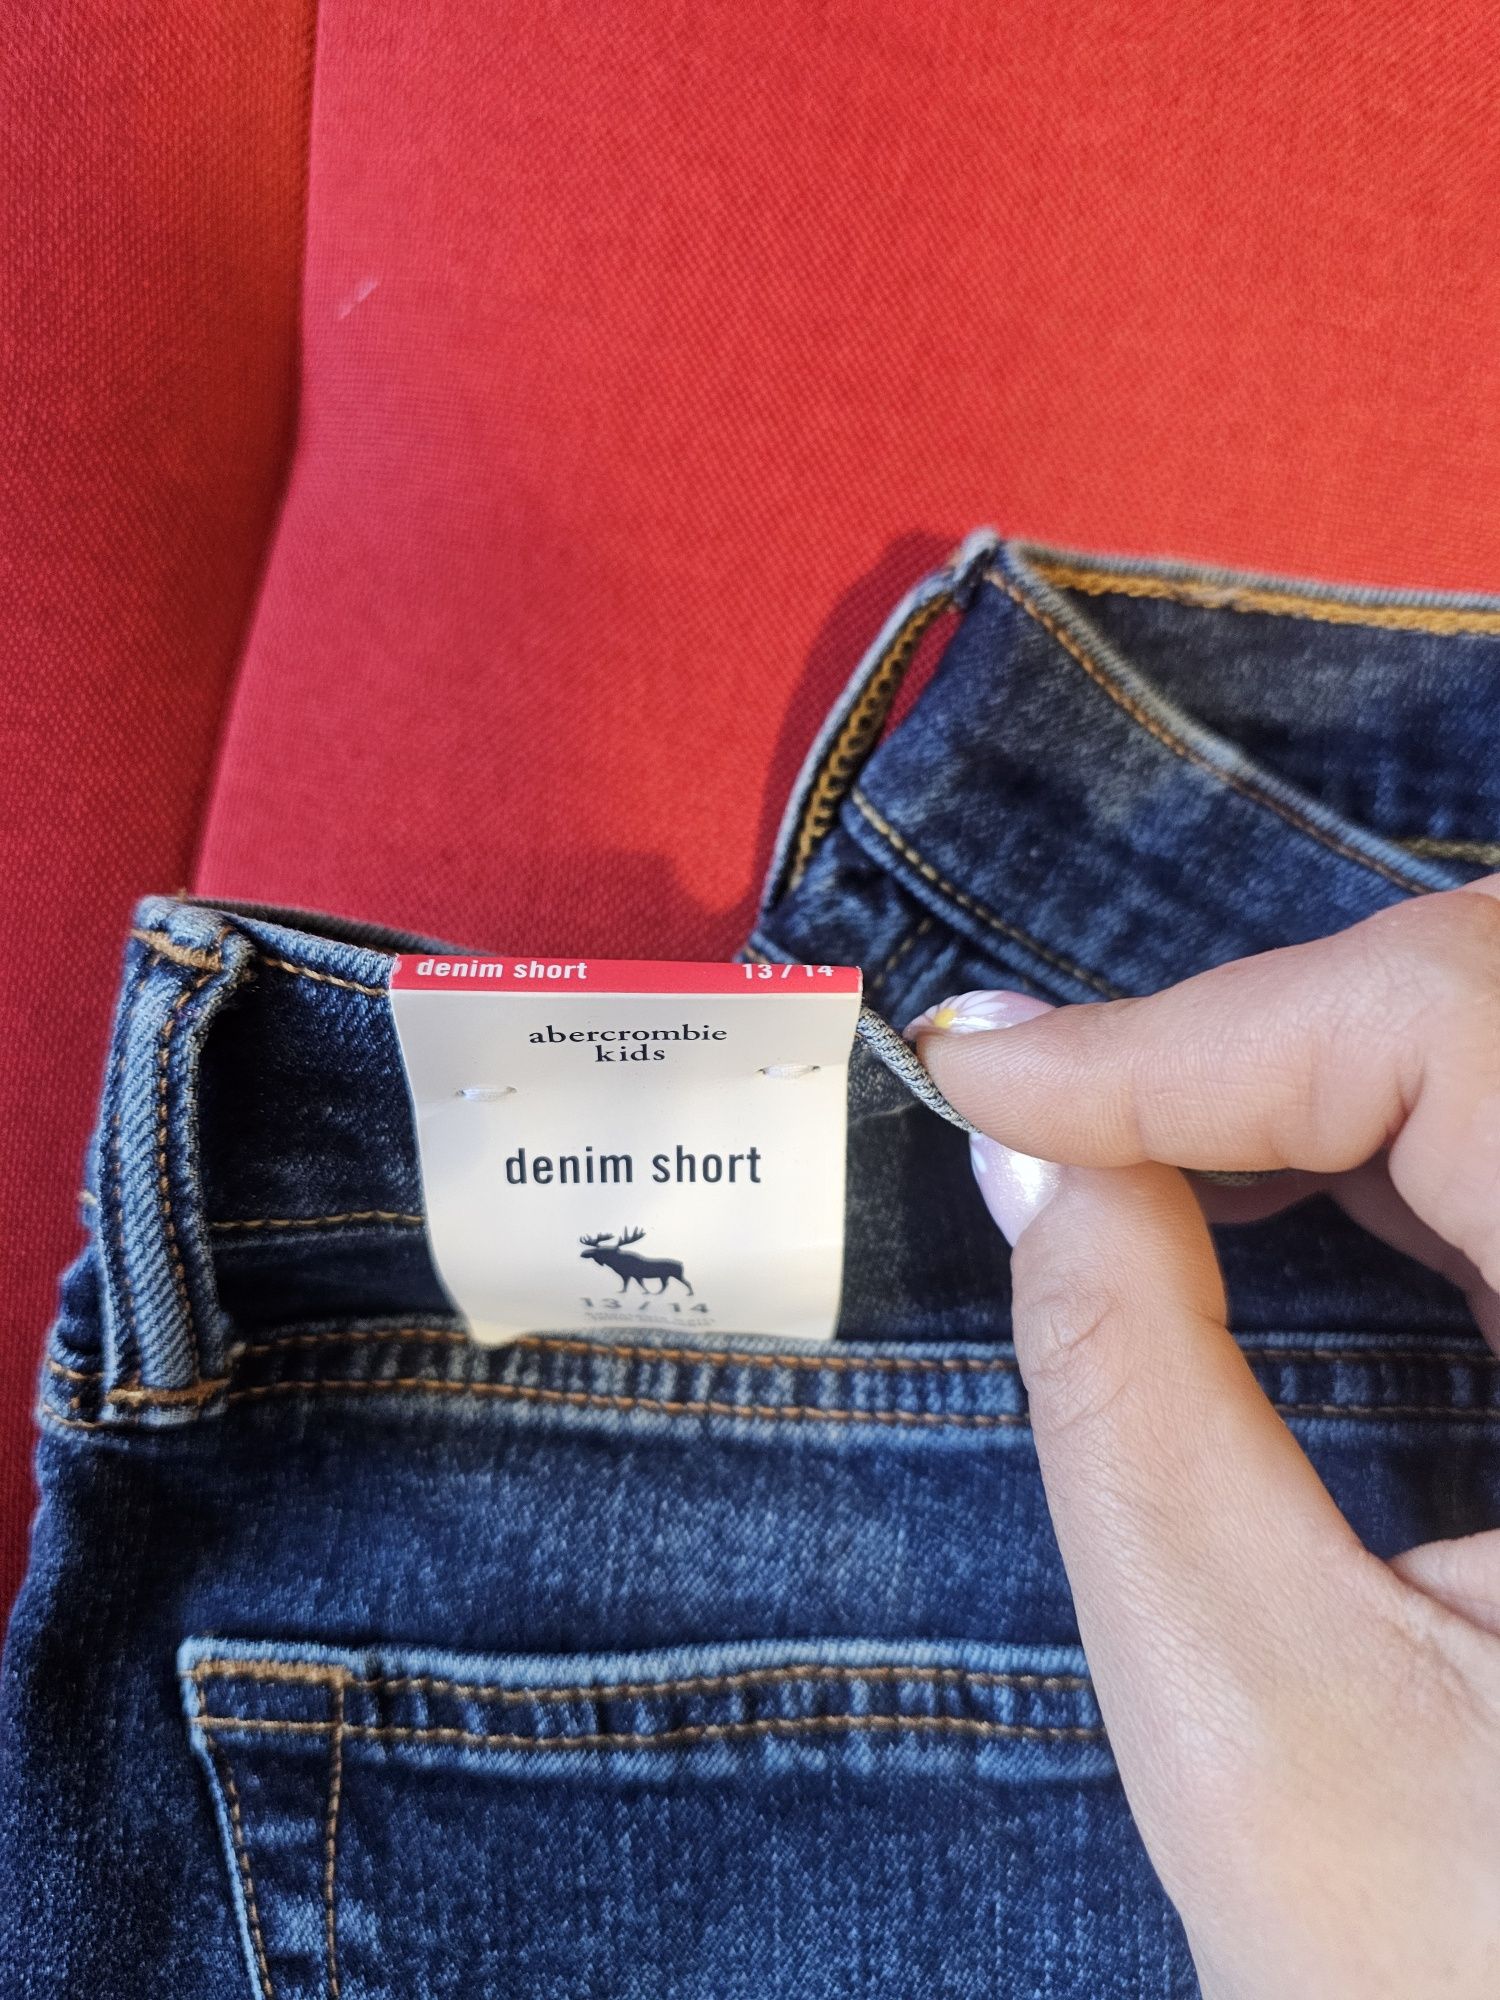 denim short 13 / 14
abercrombie
kids
denim short
13 / 14